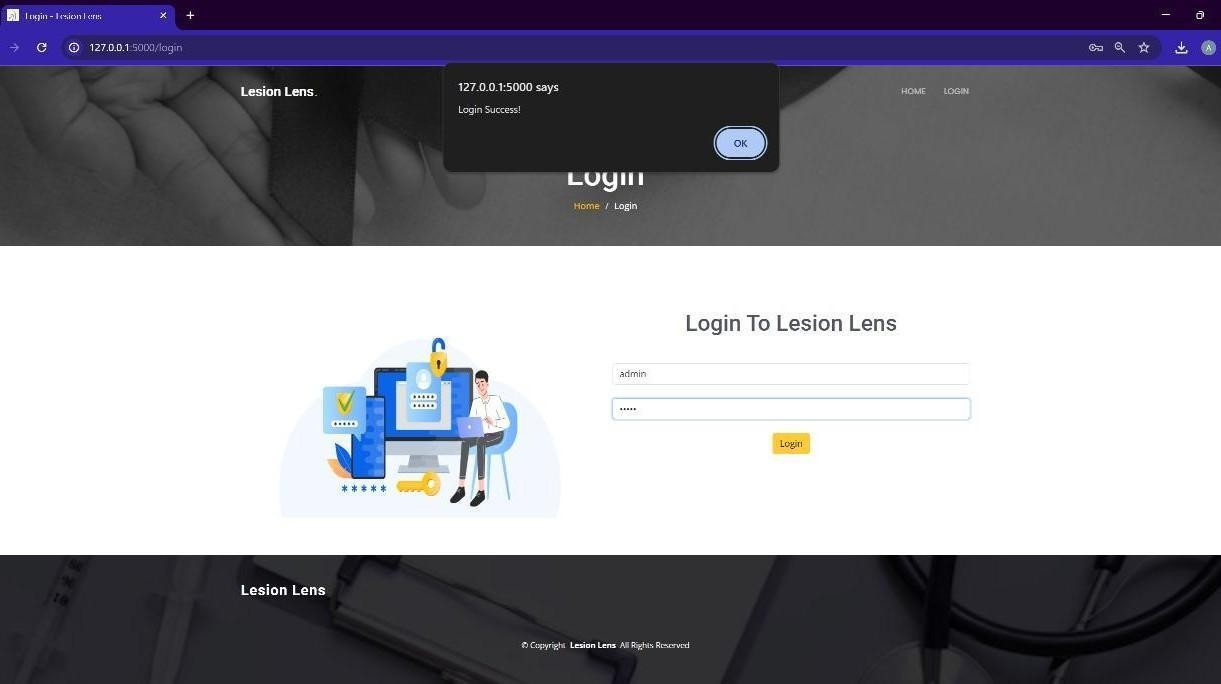 Login - Lesion Lens
127.0.0.1:5000/login
A
127.0.0.1:5000 says
Login Success!
OK
Lesion Lens.
HOME LOGIN
Login
Home / Login
Login To Lesion Lens
admin
•••••
Login
Lesion Lens
© Copyright Lesion Lens All Rights Reserved